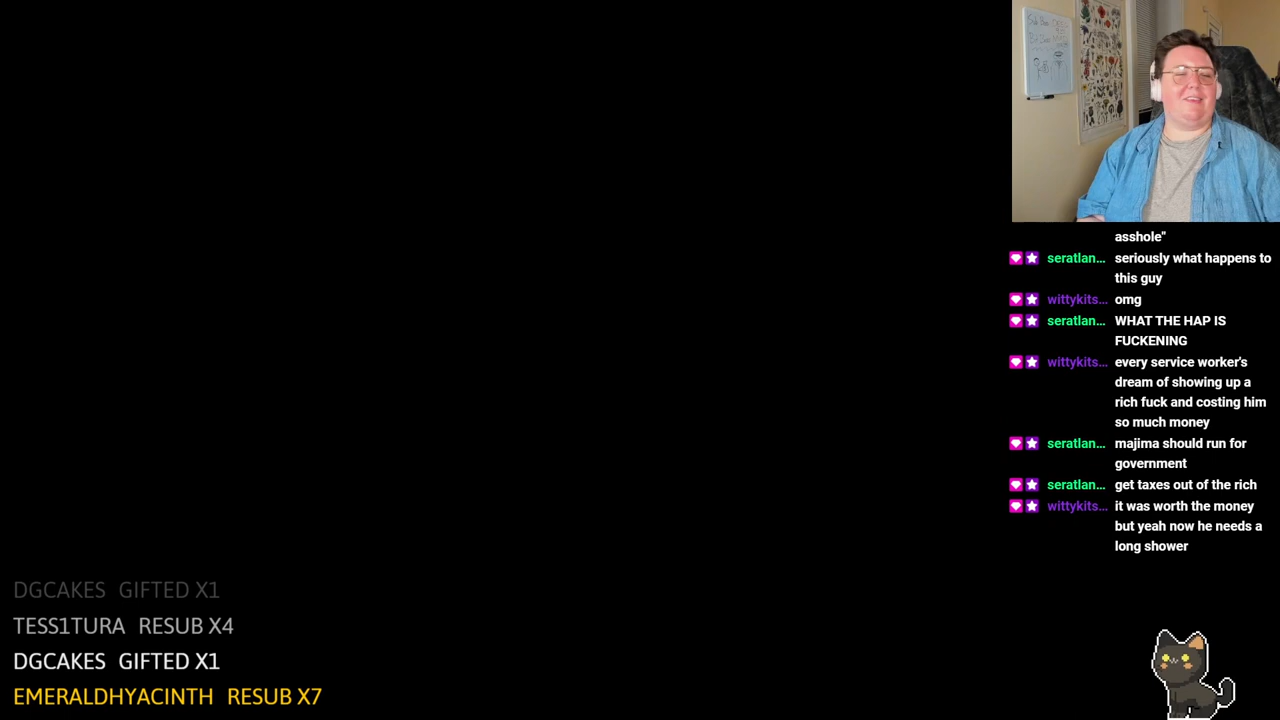 asshole"
seratlan... seriously what happens to
this guy
wittykits... omg
seratlan... WHAT THE HAP IS
FUCKENING
wittykits... every service worker's
dream of showing up a
rich fuck and costing him
so much money
seratlan... majima should run for
government
seratlan... get taxes out of the rich
wittykits... it was worth the money
but yeah now he needs a
long shower
DGCAKES GIFTED X1
TESS1TURA RESUB X4
DGCAKES GIFTED X1
EMERALDHYACINTH RESUB X7